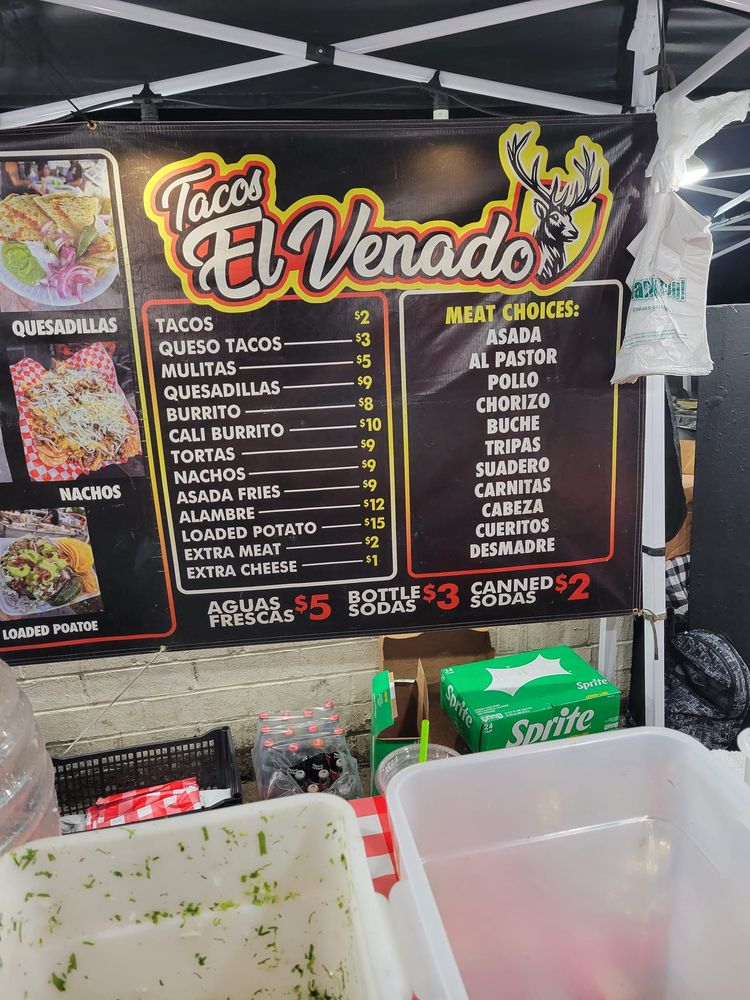 Tacos
El Venado
QUESADILLAS
NACHOS
LOADED POATOE
TACOS $2
QUESO TACOS $3
MULITAS $5
QUESADILLAS $9
BURRITO $8
CALI BURRITO $10
TORTAS $9
NACHOS $9
ASADA FRIES $9
ALAMBRE $12
LOADED POTATO $15
EXTRA MEAT $2
EXTRA CHEESE $1
MEAT CHOICES:
ASADA
AL PASTOR
POLLO
CHORIZO
BUCHE
TRIPAS
SUADERO
CARNITAS
CABEZA
CUERITOS
DESMADRE
AGUAS FRESCAS $5
BOTTLE SODAS $3
CANNED SODAS $2
Sprite
Sprite
Sprite
24
24